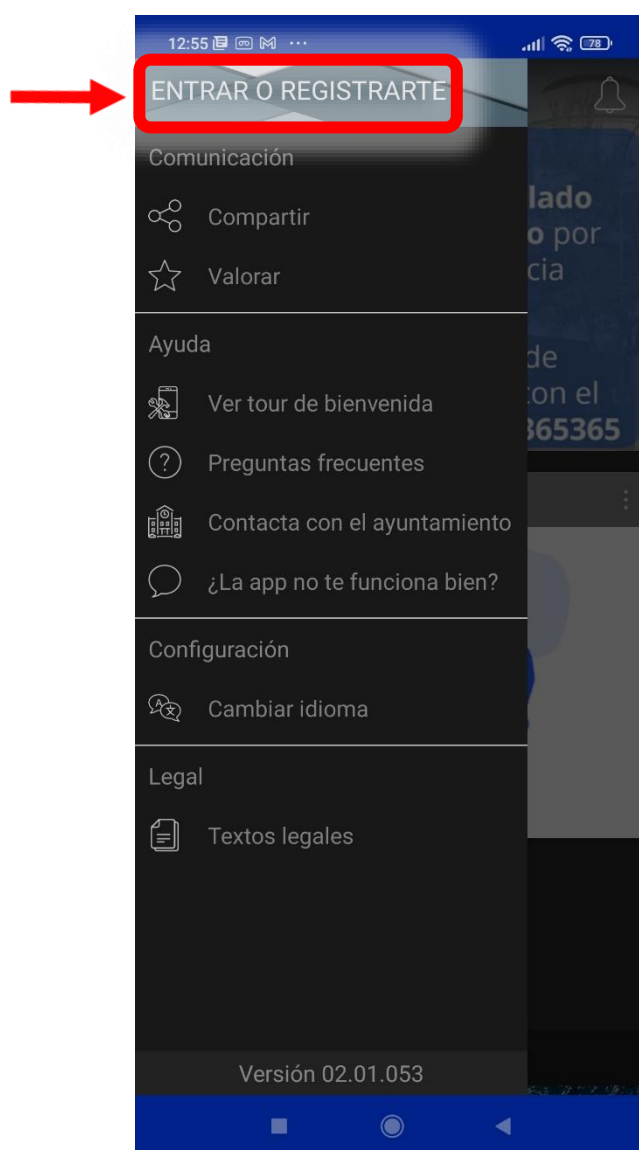 12:55
78
ENTRAR O REGISTRARTE
Comunicación
Compartir
Valorar
Ayuda
Ver tour de bienvenida
Preguntas frecuentes
Contacta con el ayuntamiento
¿La app no te funciona bien?
Configuración
Cambiar idioma
Legal
Textos legales
Versión 02.01.053
lado
o por
cia
de
con el
365365